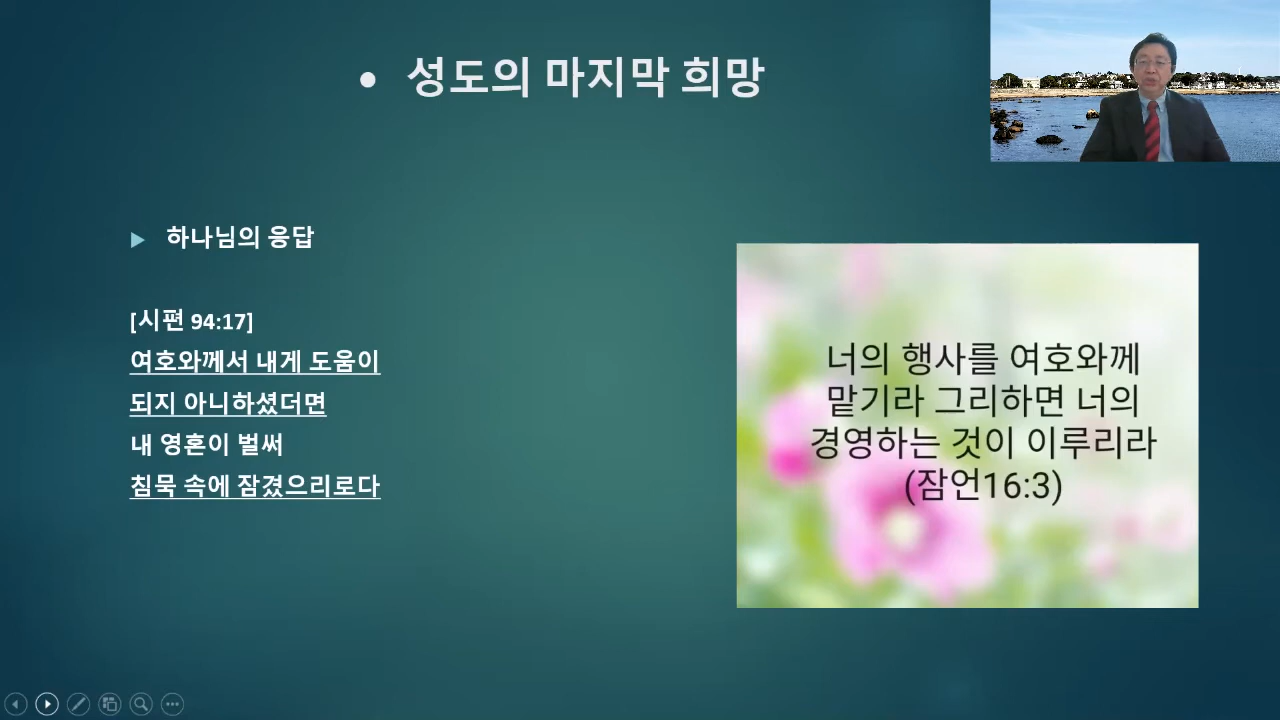 • 성도의 마지막 희망
하나님의 응답
[시편 94:17]
여호와께서 내게 도움이
되지 아니하셨더면
내 영혼이 벌써
침묵 속에 잠겼으리로다
너의 행사를 여호와께
맡기라 그리하면 너의
경영하는 것이 이루리라
(잠언16:3)